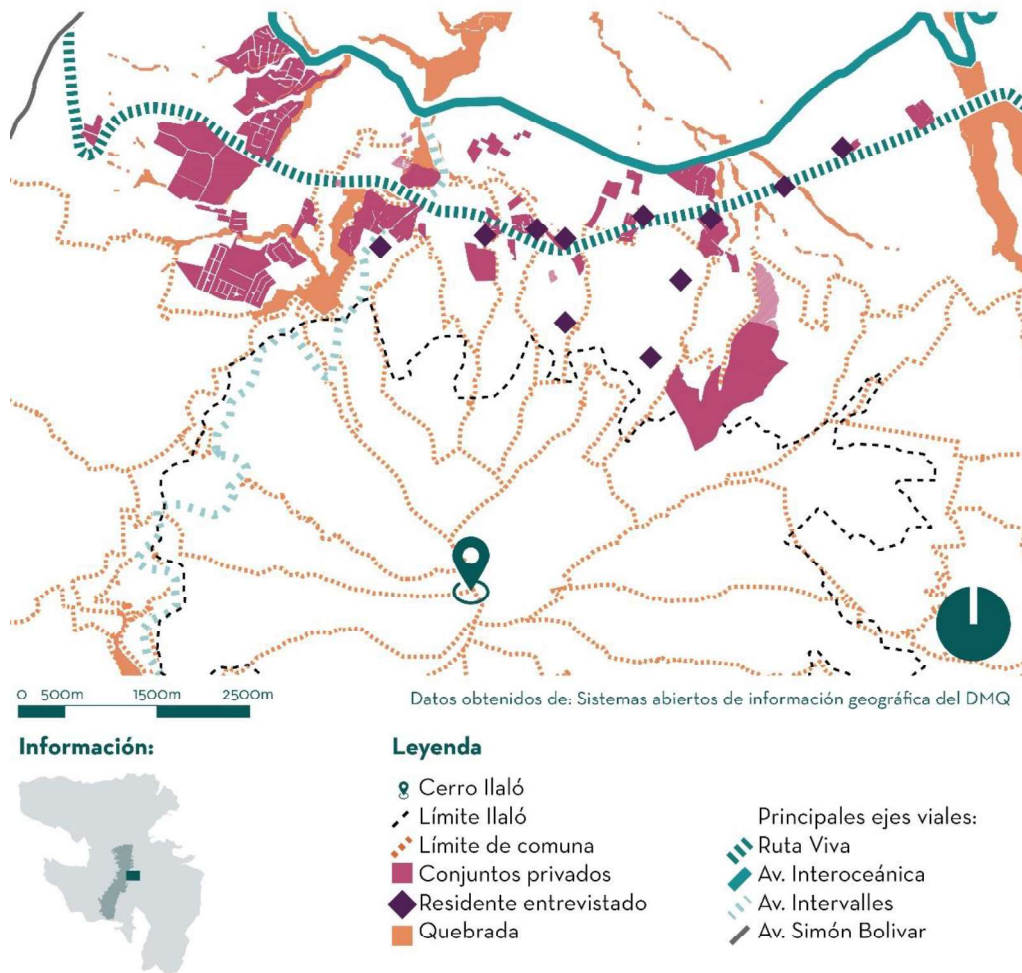 0 500m 1500m 2500m
Datos obtenidos de: Sistemas abiertos de información geográfica del DMQ
Información:
Leyenda
Cerro Ilaló
Límite Ilaló
Límite de comuna
Conjuntos privados
Residente entrevistado
Quebrada
Principales ejes viales:
Ruta Viva
Av. Interoceánica
Av. Intervalles
Av. Simón Bolivar